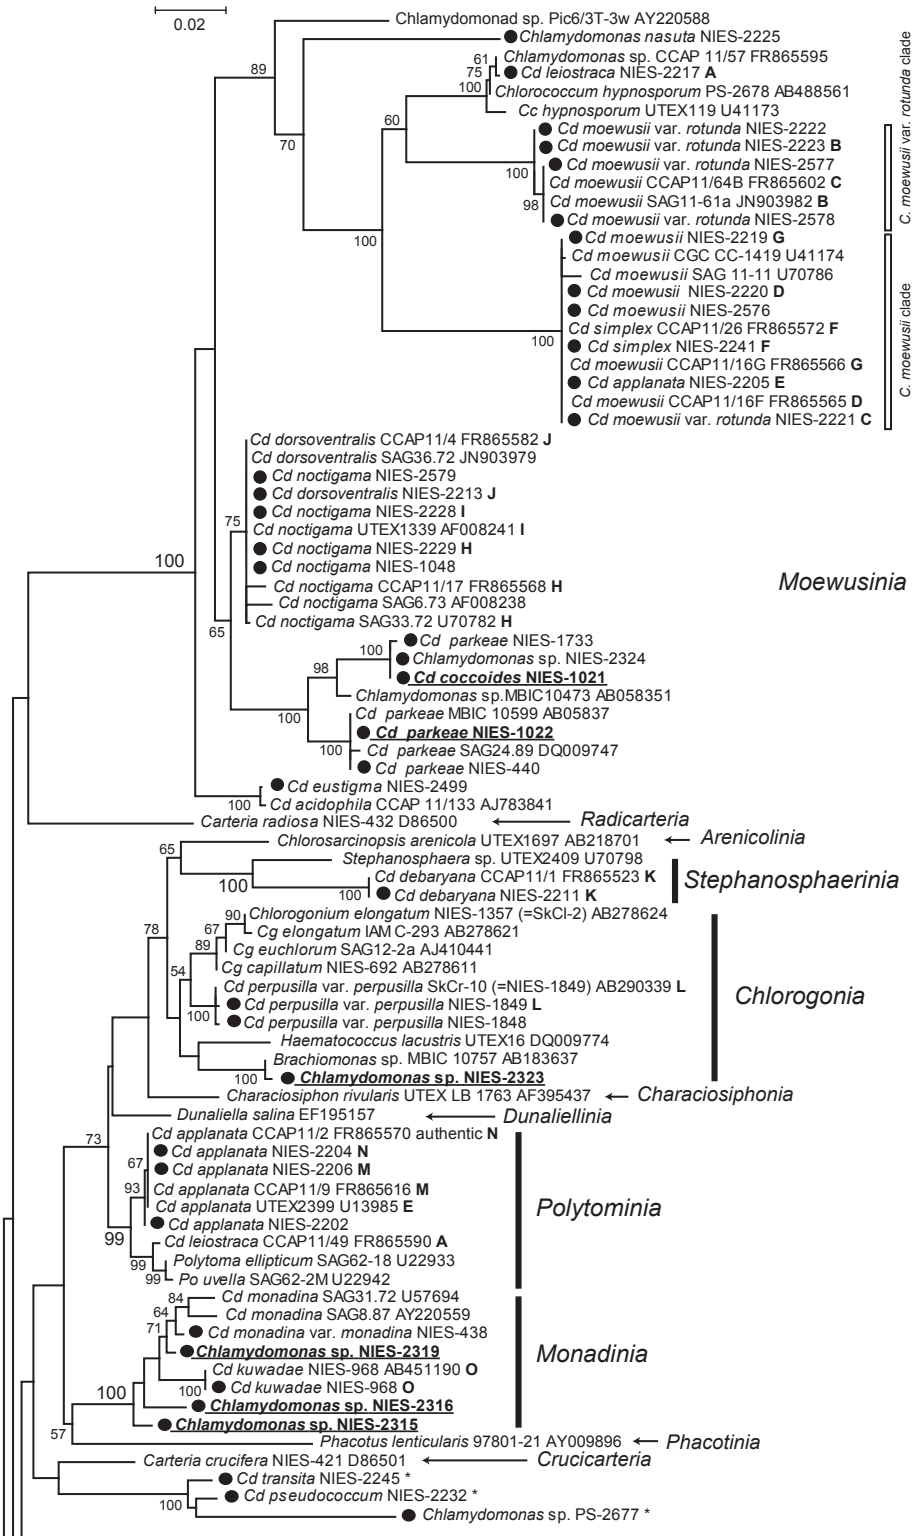 0.02
Chlamydomonad sp. Pic6/3T-3w AY220588
Chlamydomonas nasuta NIES-2225
Chlamydomonas sp. CCAP 11/57 FR865595
61
Cd leiostraca NIES-2217 A
75
89
Chlorococcum hypnosporum PS-2678 AB488561
100
Cc hypnosporum UTEX119 U41173
60
Cd moewusii var. rotunda NIES-2222
70
Cd moewusii var. rotunda NIES-2223 B
Cd moewusii var. rotunda NIES-2577
100
Cd moewusii CCAP11/64B FR865602 C
Cd moewusii SAG11-61a JN903982 B
98
Cd moewusii var. rotunda NIES-2578
C. moewusii var. rotunda clade
100
Cd moewusii NIES-2219 G
Cd moewusii CGC CC-1419 U41174
Cd moewusii SAG 11-11 U70786
Cd moewusii NIES-2220 D
Cd moewusii NIES-2576
Cd simplex CCAP11/26 FR865572 F
100
Cd simplex NIES-2241 F
Cd moewusii CCAP11/16G FR865566 G
Cd applanata NIES-2205 E
Cd moewusii CCAP11/16F FR865565 D
Cd moewusii var. rotunda NIES-2221 C
C. moewusii clade
Cd dorsoventralis CCAP11/4 FR865582 J
Cd dorsoventralis SAG36.72 JN903979
Cd noctigama NIES-2579
Cd dorsoventralis NIES-2213 J
Cd noctigama NIES-2228 I
75
Cd noctigama UTEX1339 AF008241 I
Cd noctigama NIES-2229 H
100
Cd noctigama NIES-1048
Moewusinia
Cd noctigama CCAP11/17 FR865568 H
Cd noctigama SAG6.73 AF008238
Cd noctigama SAG33.72 U70782 H
65
Cd parkeae NIES-1733
100
Chlamydomonas sp. NIES-2324
98
Cd coccoides NIES-1021
Chlamydomonas sp.MBIC10473 AB058351
100
Cd parkeae MBIC 10599 AB05837
Cd parkeae NIES-1022
100
Cd parkeae SAG24.89 DQ009747
Cd parkeae NIES-440
Cd eustigma NIES-2499
100
Cd acidophila CCAP 11/133 AJ783841
Carteria radiosa NIES-432 D86500
Radicarteria
Chlorosarcinopsis arenicola UTEX1697 AB218701
Arenicolinia
65
Stephanosphaera sp. UTEX2409 U70798
Cd debaryana CCAP11/1 FR865523 K
100
100
Cd debaryana NIES-2211 K
Stephanosphaerinia
90
Chlorogonium elongatum NIES-1357 (=SkCl-2) AB278624
67
Cg elongatum IAM C-293 AB278621
78
89
Cg euchlorum SAG12-2a AJ410441
Cg capillatum NIES-692 AB278611
54
Cd perpusilla var. perpusilla SkCr-10 (=NIES-1849) AB290339 L
Chlorogonia
Cd perpusilla var. perpusilla NIES-1849 L
100
Cd perpusilla var. perpusilla NIES-1848
Haematococcus lacustris UTEX16 DQ009774
Brachiomonas sp. MBIC 10757 AB183637
100
Chlamydomonas sp. NIES-2323
Characiosiphon rivularis UTEX LB 1763 AF395437
Characiosiphonia
Dunaliella salina EF195157
Dunaliellinia
73
Cd applanata CCAP11/2 FR865570 authentic N
Cd applanata NIES-2204 N
67
Cd applanata NIES-2206 M
93
Cd applanata CCAP11/9 FR865616 M
Cd applanata UTEX2399 U13985 E
Polytominia
Cd applanata NIES-2202
99
Cd leiostraca CCAP11/49 FR865590 A
99
Polytoma ellipticum SAG62-18 U22933
99
Po uvella SAG62-2M U22942
84
Cd monadina SAG31.72 U57694
64
Cd monadina SAG8.87 AY220559
71
Cd monadina var. monadina NIES-438
Chlamydomonas sp. NIES-2319
Monadinia
Cd kuwadae NIES-968 AB451190 O
100
100
Cd kuwadae NIES-968 O
Chlamydomonas sp. NIES-2316
Chlamydomonas sp. NIES-2315
57
Phacotus lenticularis 97801-21 AY009896
Phacotinia
Carteria crucifera NIES-421 D86501
Crucicarteria
Cd transita NIES-2245 *
Cd pseudococcum NIES-2232 *
100
Chlamydomonas sp. PS-2677 *